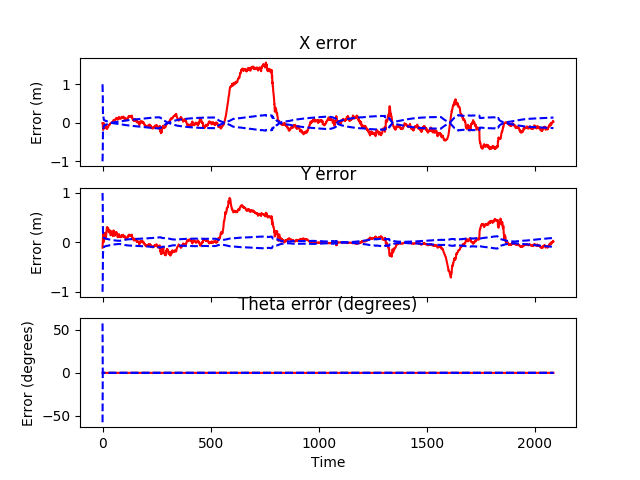 X error
Error (m)
1
0
−1
Y error
Error (m)
1
0
−1
Theta error (degrees)
Error (degrees)
50
0
−50
0 500 1000 1500 2000
Time